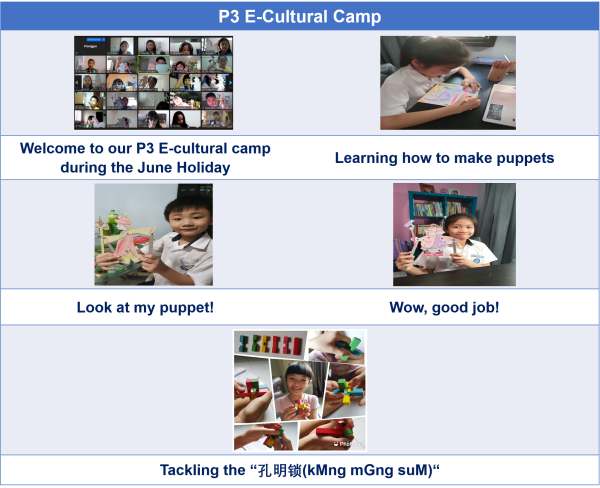 P3 E-Cultural Camp
Welcome to our P3 E-cultural camp
during the June Holiday
Learning how to make puppets
Look at my puppet!
Wow, good job!
Tackling the “孔明锁(kMng mGng suM)“